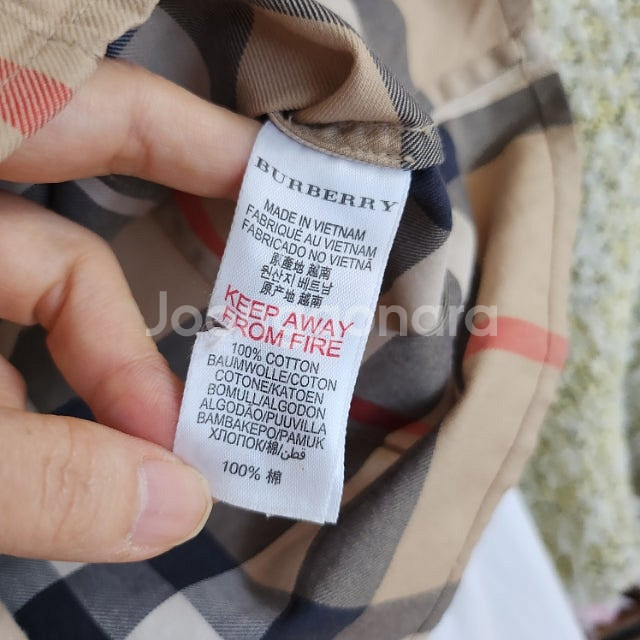 BURBERRY
MADE IN VIETNAM
FABRIQUÉ AU VIETNAM
FABRICADO NO VIETNÃ
原產地 越南
원산지 베트남
原产地 越南
KEEP AWAY
FROM FIRE
100% COTTON
BAUMWOLLE/COTON
COTONE/KATOEN
BOMULL/ALGODON
ALGODÃO/PUUVILLA
ΒΑΜΒΑΚΕΡΟ/PAMUK
ХЛОПОК/棉/قطن
100% 棉